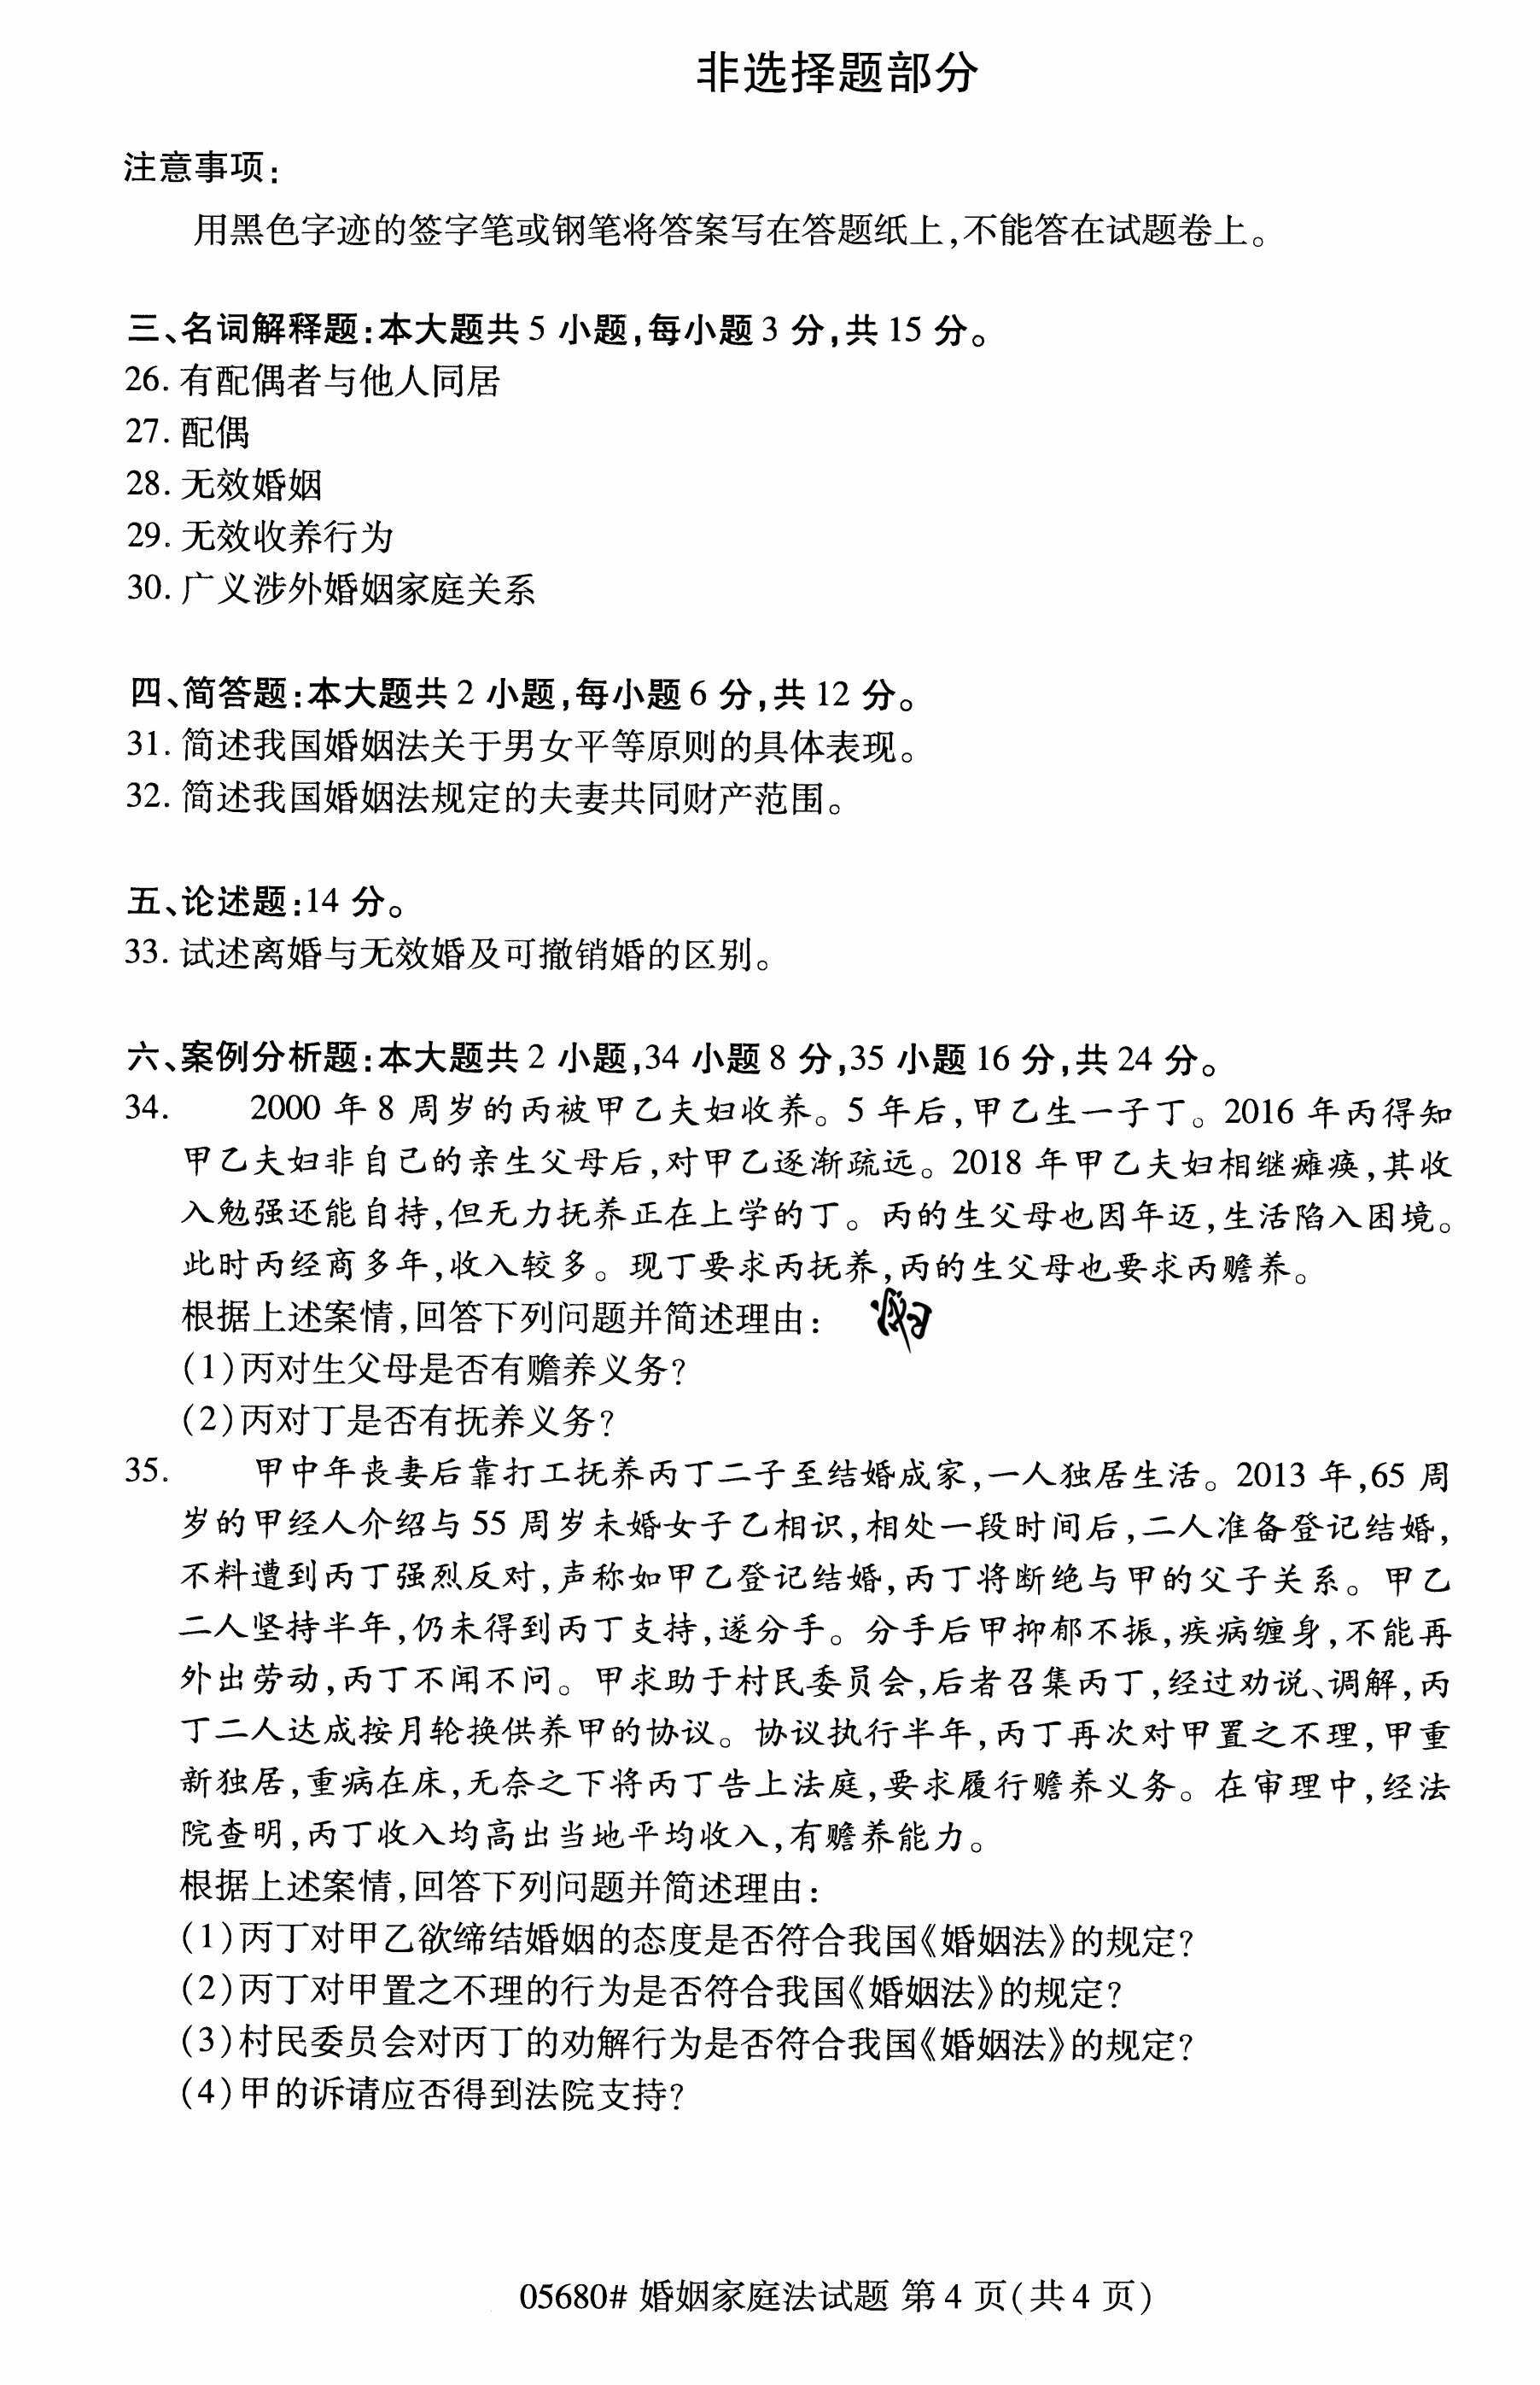 非选择题部分
注意事项:
用黑色字迹的签字笔或钢笔将答案写在答题纸上,不能答在试题卷上。
三、名词解释题:本大题共5 小题,每小题3 分,共15 分。
26. 有配偶者与他人同居
27. 配偶
28. 无效婚姻
29. 无效收养行为
30. 广义涉外婚姻家庭关系
四、简答题:本大题共2 小题,每小题6 分,共12 分。
31. 简述我国婚姻法关于男女平等原则的具体表现。
32. 简述我国婚姻法规定的夫妻共同财产范围。
五、论述题:14 分。
33. 试述离婚与无效婚及可撤销婚的区别。
六、案例分析题:本大题共2 小题,34 小题8 分,35 小题16 分,共24 分。
34. 2000 年8 周岁的丙被甲乙夫妇收养。5 年后,甲乙生一子丁。2016 年丙得知
甲乙夫妇非自己的亲生父母后,对甲乙逐渐疏远。2018 年甲乙夫妇相继瘫痪,其收
入勉强还能自持,但无力抚养正在上学的丁。丙的生父母也因年迈,生活陷入困境。
此时丙经商多年,收入较多。现丁要求丙抚养,丙的生父母也要求丙赡养。
根据上述案情,回答下列问题并简述理由:
(1)丙对生父母是否有赡养义务?
(2)丙对丁是否有抚养义务?
35. 甲中年丧妻后靠打工抚养丙丁二子至结婚成家,一人独居生活。2013 年,65 周
岁的甲经人介绍与55 周岁未婚女子乙相识,相处一段时间后,二人准备登记结婚,
不料遭到丙丁强烈反对,声称如甲乙登记结婚,丙丁将断绝与甲的父子关系。甲乙
二人坚持半年,仍未得到丙丁支持,遂分手。分手后甲抑郁不振,疾病缠身,不能再
外出劳动,丙丁不闻不问。甲求助于村民委员会,后者召集丙丁,经过劝说、调解,丙
丁二人达成按月轮换供养甲的协议。协议执行半年,丙丁再次对甲置之不理,甲重
新独居,重病在床,无奈之下将丙丁告上法庭,要求履行赡养义务。在审理中,经法
院查明,丙丁收入均高出当地平均收入,有赡养能力。
根据上述案情,回答下列问题并简述理由:
(1)丙丁对甲乙欲缔结婚姻的态度是否符合我国《婚姻法》的规定?
(2)丙丁对甲置之不理的行为是否符合我国《婚姻法》的规定?
(3)村民委员会对丙丁的劝解行为是否符合我国《婚姻法》的规定?
(4)甲的诉请应否得到法院支持?
05680# 婚姻家庭法试题 第4 页(共4 页)